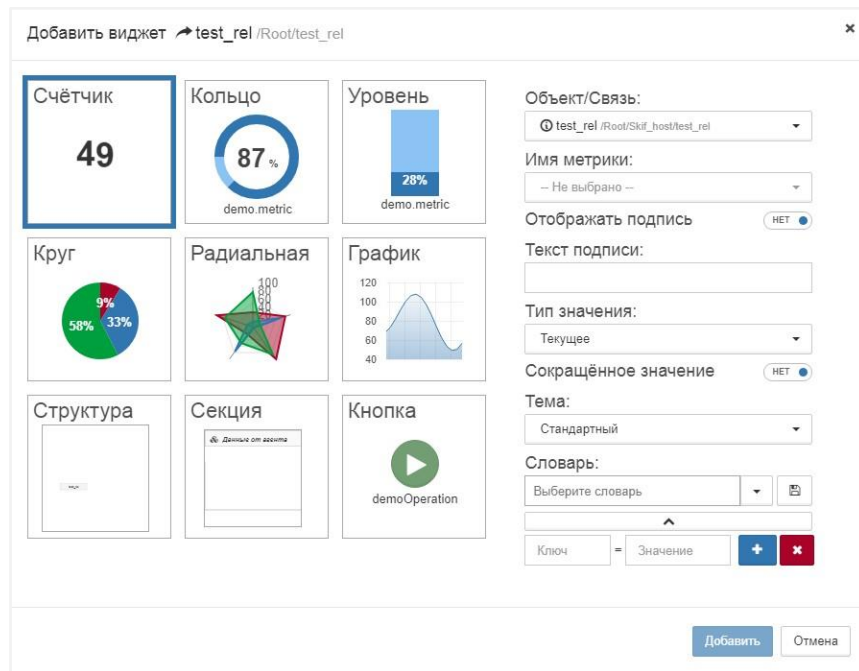 Добавить виджет test_rel /Root/test_rel
Счётчик
49
Кольцо
87 %
demo.metric
Уровень
28%
demo.metric
Круг
9%
58% 33%
Радиальная
100
80
60
График
120
100
80
60
40
Структура
Секция
Данные от агента
Кнопка
demoOperation
Объект/Связь:
test_rel /Root/Skif_host/test_rel
Имя метрики:
-- Не выбрано --
Отображать подпись НЕТ
Текст подписи:
Тип значения:
Текущее
Сокращённое значение НЕТ
Тема:
Стандартный
Словарь:
Выберите словарь
Ключ = Значение
Добавить Отмена